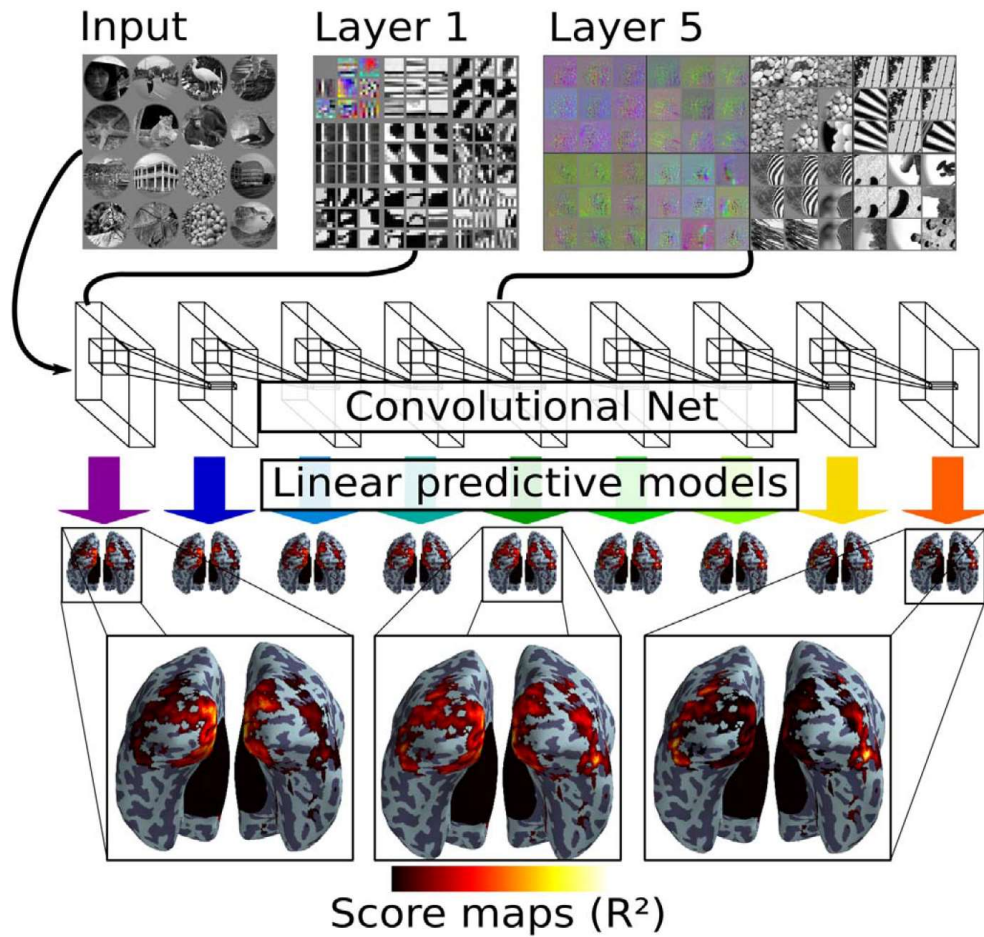 Input
Layer 1
Layer 5
Convolutional Net
Linear predictive models
Score maps (R²)